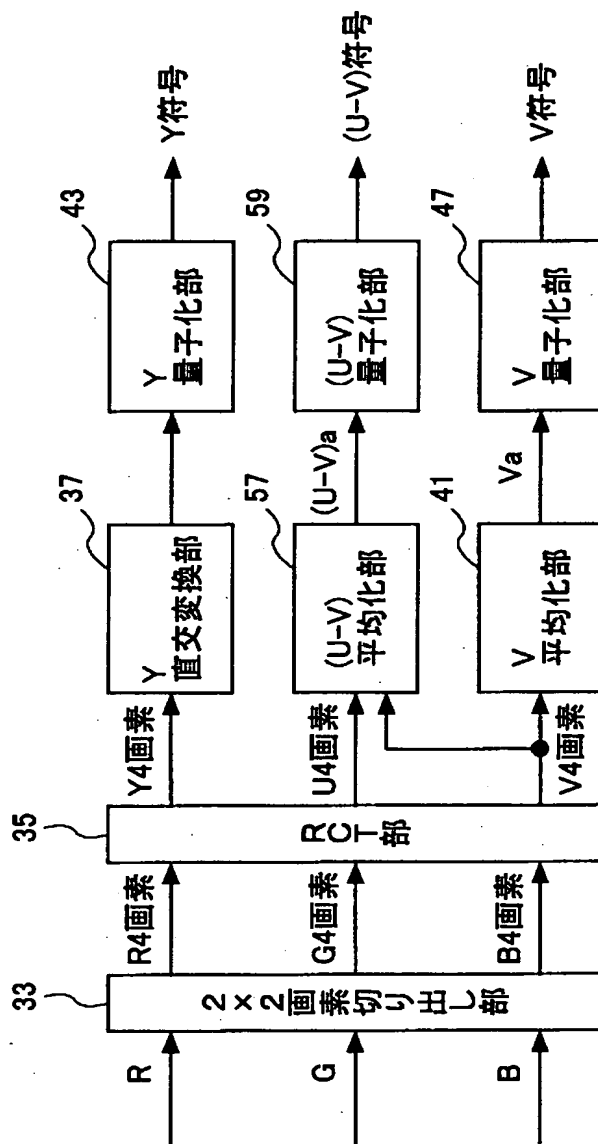 R
G
B
33
2×2画素切り出し部
R4画素
G4画素
B4画素
35
RCT部
Y4画素
U4画素
V4画素
37
Y
直交変換部
57
(U-V)
平均化部
41
V
平均化部
(U-V)a
Va
43
Y
量子化部
59
(U-V)
量子化部
47
V
量子化部
Y符号
(U-V)符号
V符号